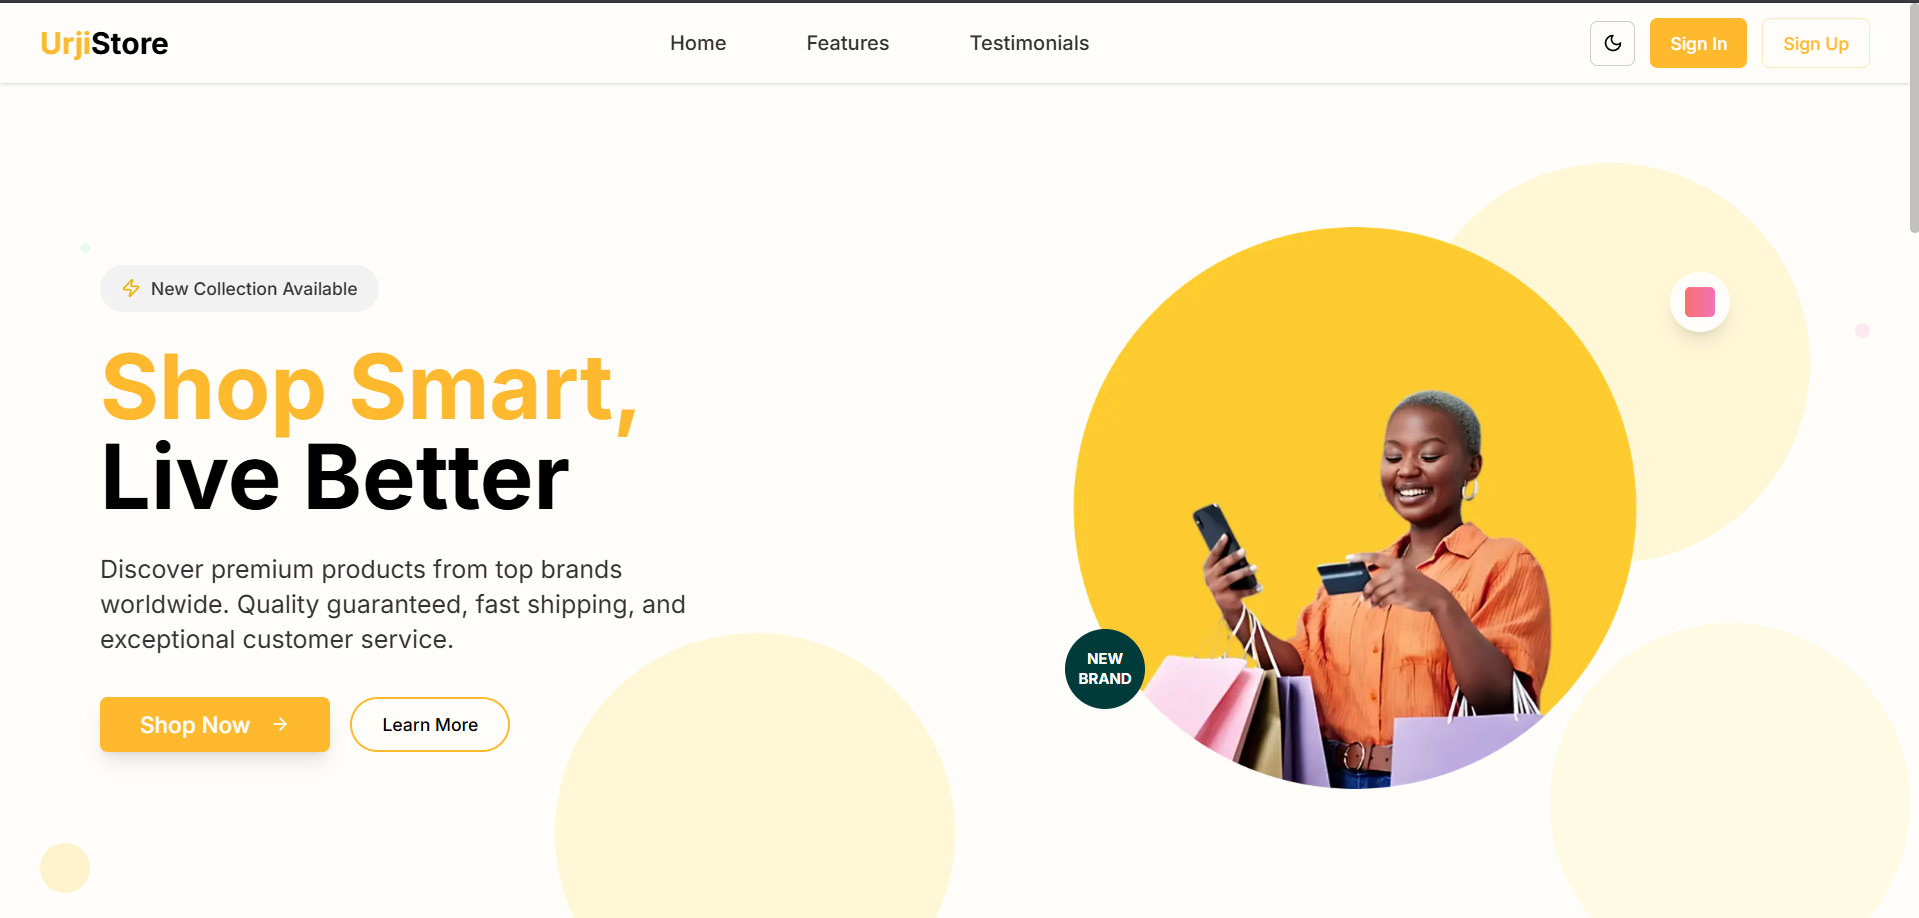 UrjiStore
Home
Features
Testimonials
Sign In
Sign Up
New Collection Available
Shop Smart,
Live Better
Discover premium products from top brands
worldwide. Quality guaranteed, fast shipping, and
exceptional customer service.
Shop Now
Learn More
NEW
BRAND